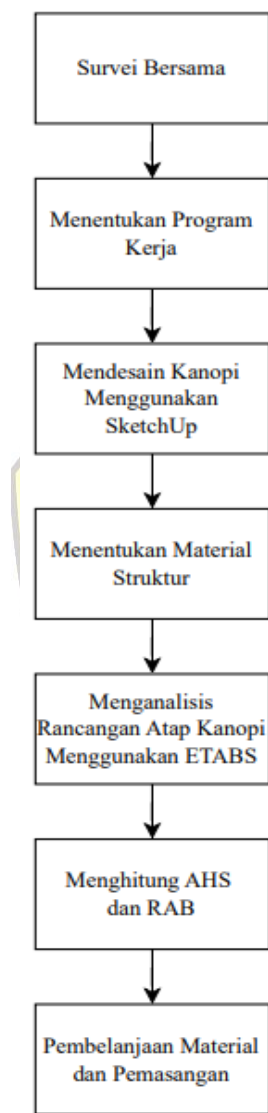 Survei Bersama
Menentukan Program
Kerja
Mendesain Kanopi
Menggunakan
SketchUp
Menentukan Material
Struktur
Menganalisis
Rancangan Atap Kanopi
Menggunakan ETABS
Menghitung AHS
dan RAB
Pembelanjaan Material
dan Pemasangan